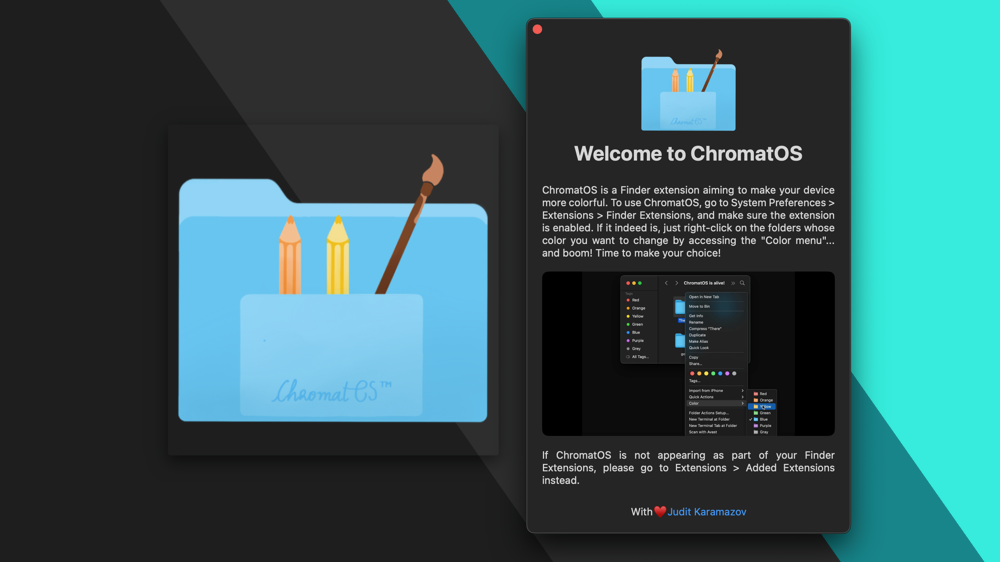 ChromatOS™
ChromatOS
Welcome to ChromatOS
ChromatOS is a Finder extension aiming to make your device
more colorful. To use ChromatOS, go to System Preferences >
Extensions > Finder Extensions, and make sure the extension
is enabled. If it indeed is, just right-click on the folders whose
color you want to change by accessing the "Color menu"...
and boom! Time to make your choice!
ChromatOS is alive!
Tags
Red
Orange
Yellow
Green
Blue
Purple
Gray
All Tags...
Open in New Tab
Move to Bin
Get Info
Rename
Compress "There"
Duplicate
Make Alias
Quick Look
Copy
Share...
Tags...
Import from iPhone
Quick Actions
Color
Folder Actions Setup...
New Terminal at Folder
New Terminal Tab at Folder
Scan with Avast
Red
Orange
Yellow
Green
Blue
Purple
Gray
If ChromatOS is not appearing as part of your Finder
Extensions, please go to Extensions > Added Extensions
instead.
With❤️Judit Karamazov